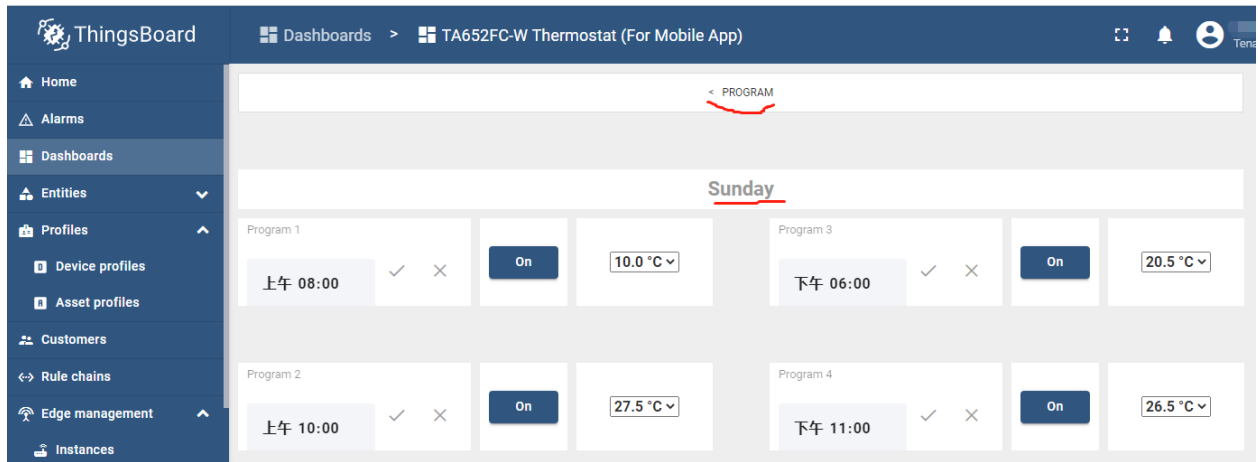 ThingsBoard
Dashboards > TA652FC-W Thermostat (For Mobile App)
Tena
Home
Alarms
Dashboards
Entities
Profiles
Device profiles
Asset profiles
Customers
Rule chains
Edge management
Instances
< PROGRAM
Sunday
Program 1
上午 08:00
On
10.0 °C
Program 3
下午 06:00
On
20.5 °C
Program 2
上午 10:00
On
27.5 °C
Program 4
下午 11:00
On
26.5 °C